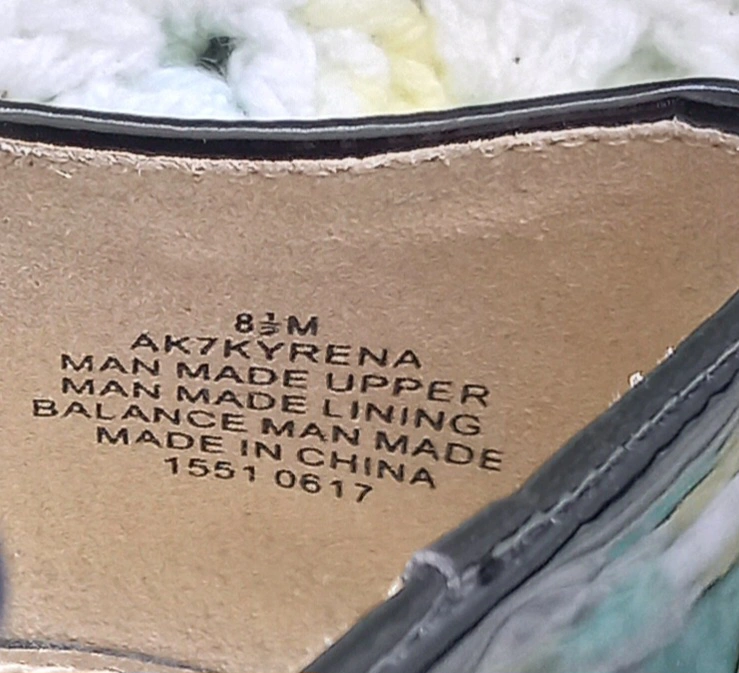 8½M
AK7KYRENA
MAN MADE UPPER
MAN MADE LINING
BALANCE MAN MADE
MADE IN CHINA
1551 0617